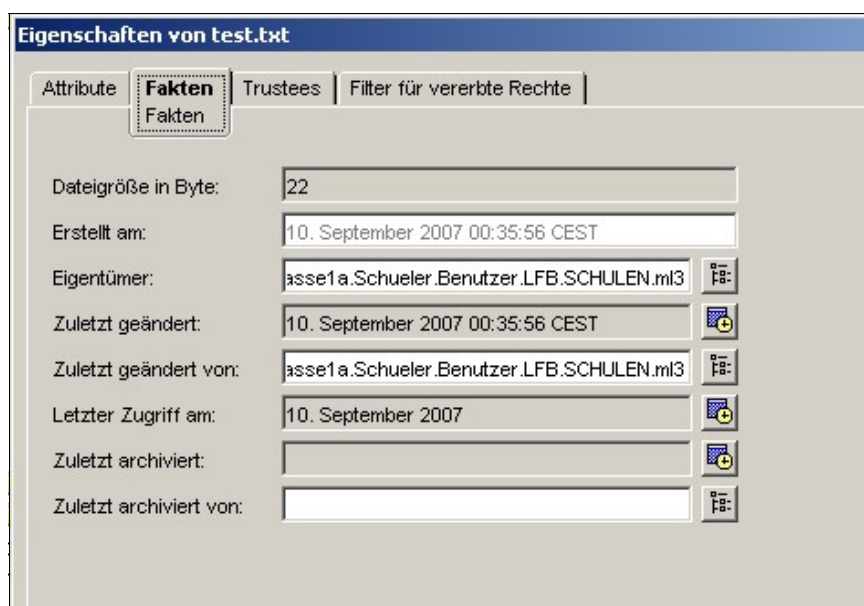 Eigenschaften von test.txt
Attribute Fakten Trustees Filter für vererbte Rechte
Fakten
Dateigröße in Byte: 22
Erstellt am: 10. September 2007 00:35:56 CEST
Eigentümer: asse1a.Schueler.Benutzer.LFB.SCHULEN.ml3
Zuletzt geändert: 10. September 2007 00:35:56 CEST
Zuletzt geändert von: asse1a.Schueler.Benutzer.LFB.SCHULEN.ml3
Letzter Zugriff am: 10. September 2007
Zuletzt archiviert:
Zuletzt archiviert von: